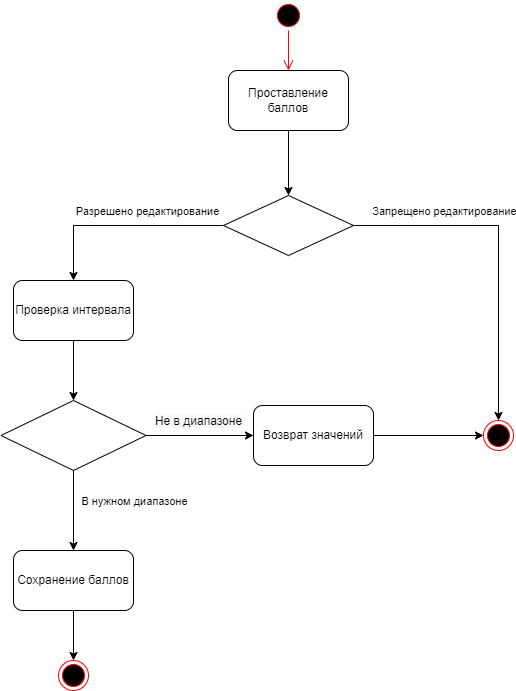 Проставление
баллов
Разрешено редактирование
Запрещено редактирование
Проверка интервала
Не в диапазоне
Возврат значений
В нужном диапазоне
Сохранение баллов